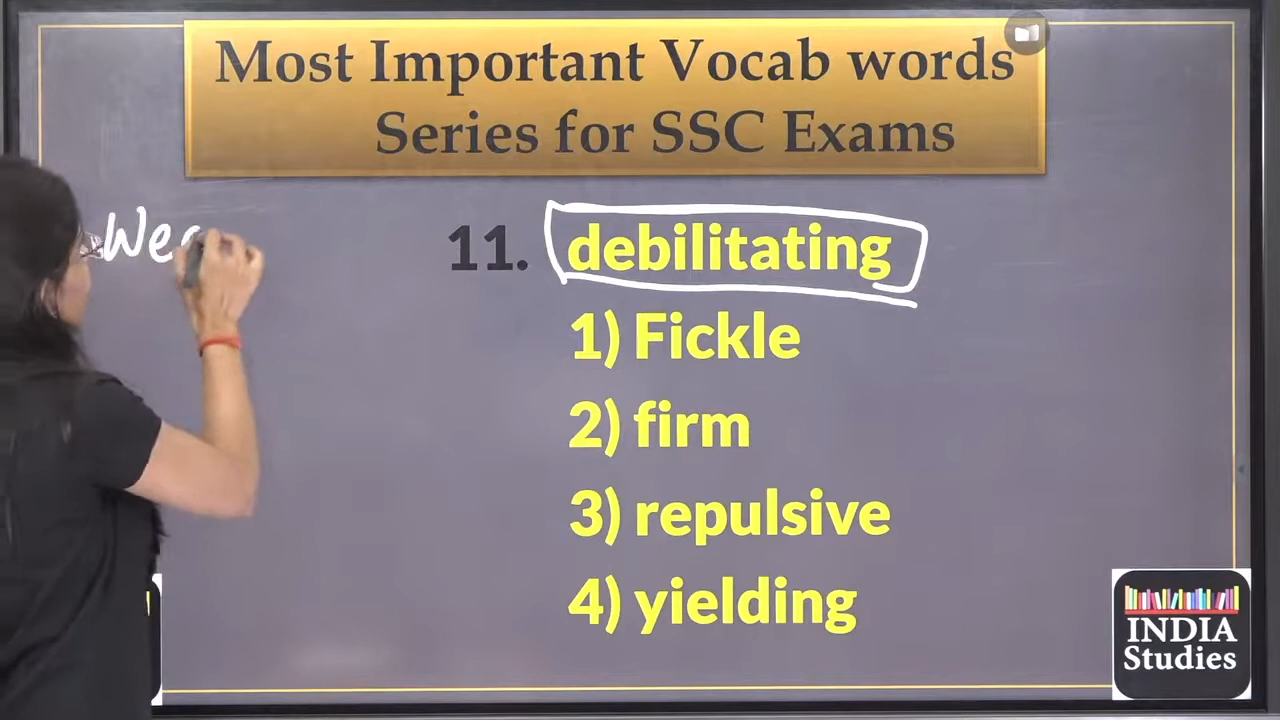 Most Important Vocab words
Series for SSC Exams
11. debilitating
1) Fickle
2) firm
3) repulsive
4) yielding
INDIA
Studies